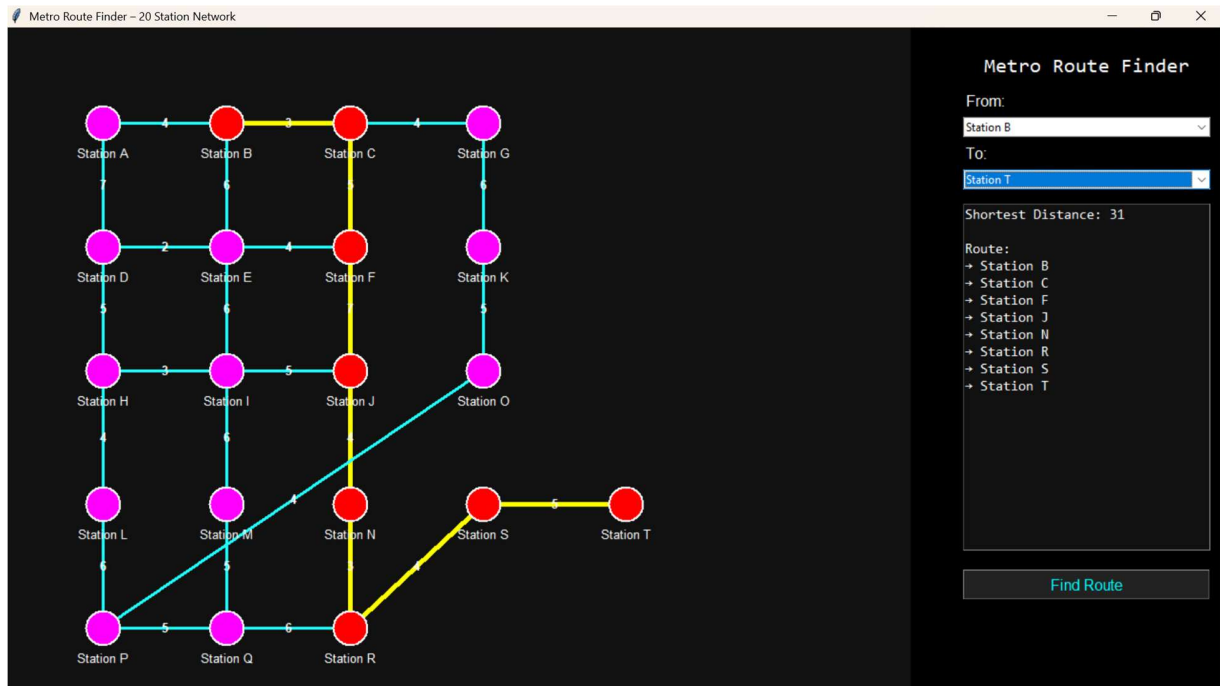 Metro Route Finder – 20 Station Network
Metro Route Finder
From:
Station B
To:
Station T
Shortest Distance: 31
Route:
→ Station B
→ Station C
→ Station F
→ Station J
→ Station N
→ Station R
→ Station S
→ Station T
Find Route
4 3 4
Station A Station B Station C Station G
7 6 5 6
2 4
Station D Station E Station F Station K
5 6 7 5
3 5
Station H Station I Station J Station O
4 6 4
4 5
Station L Station M Station N Station S Station T
6 5 3 4
5 6
Station P Station Q Station R